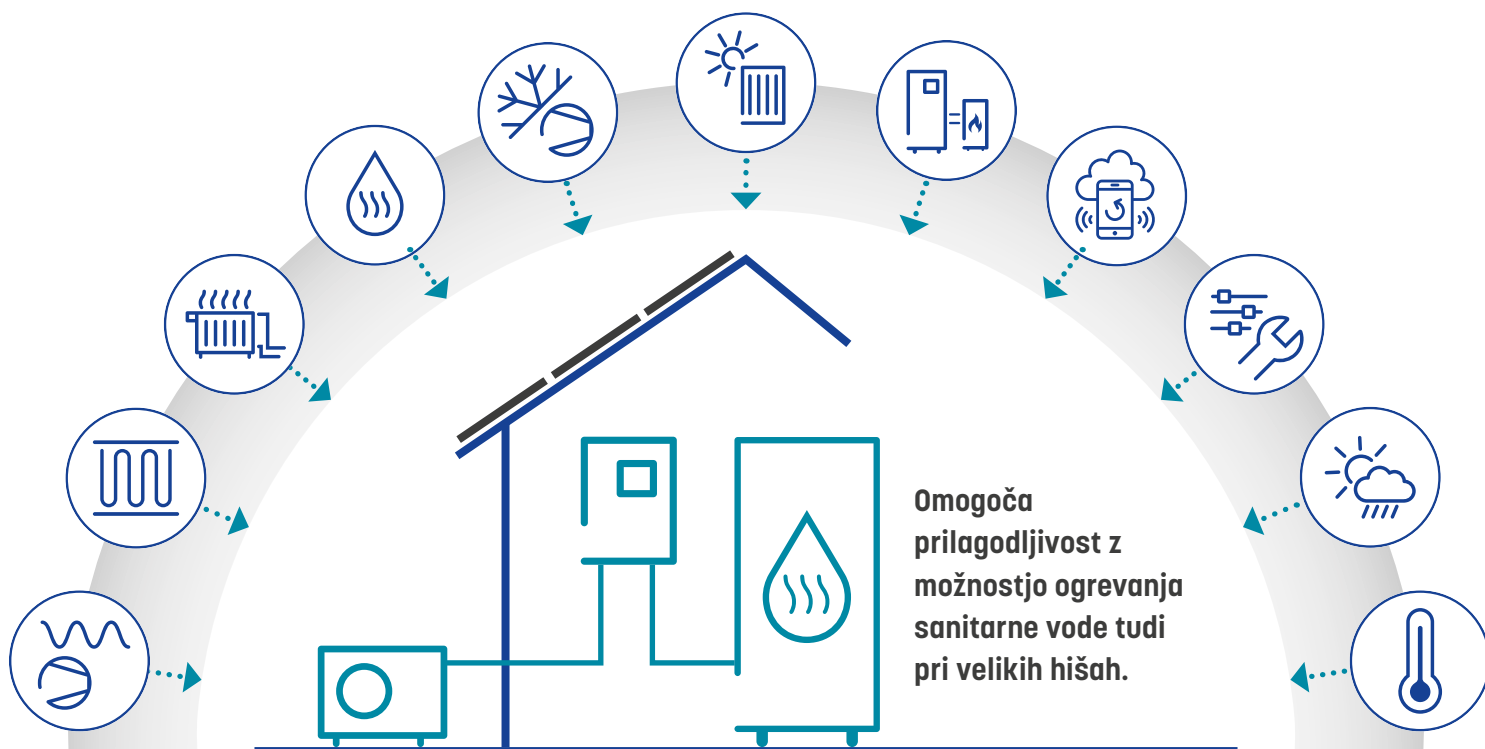 Omogoča
prilagodljivost z
možnostjo ogrevanja
sanitarne vode tudi
pri velikih hišah.